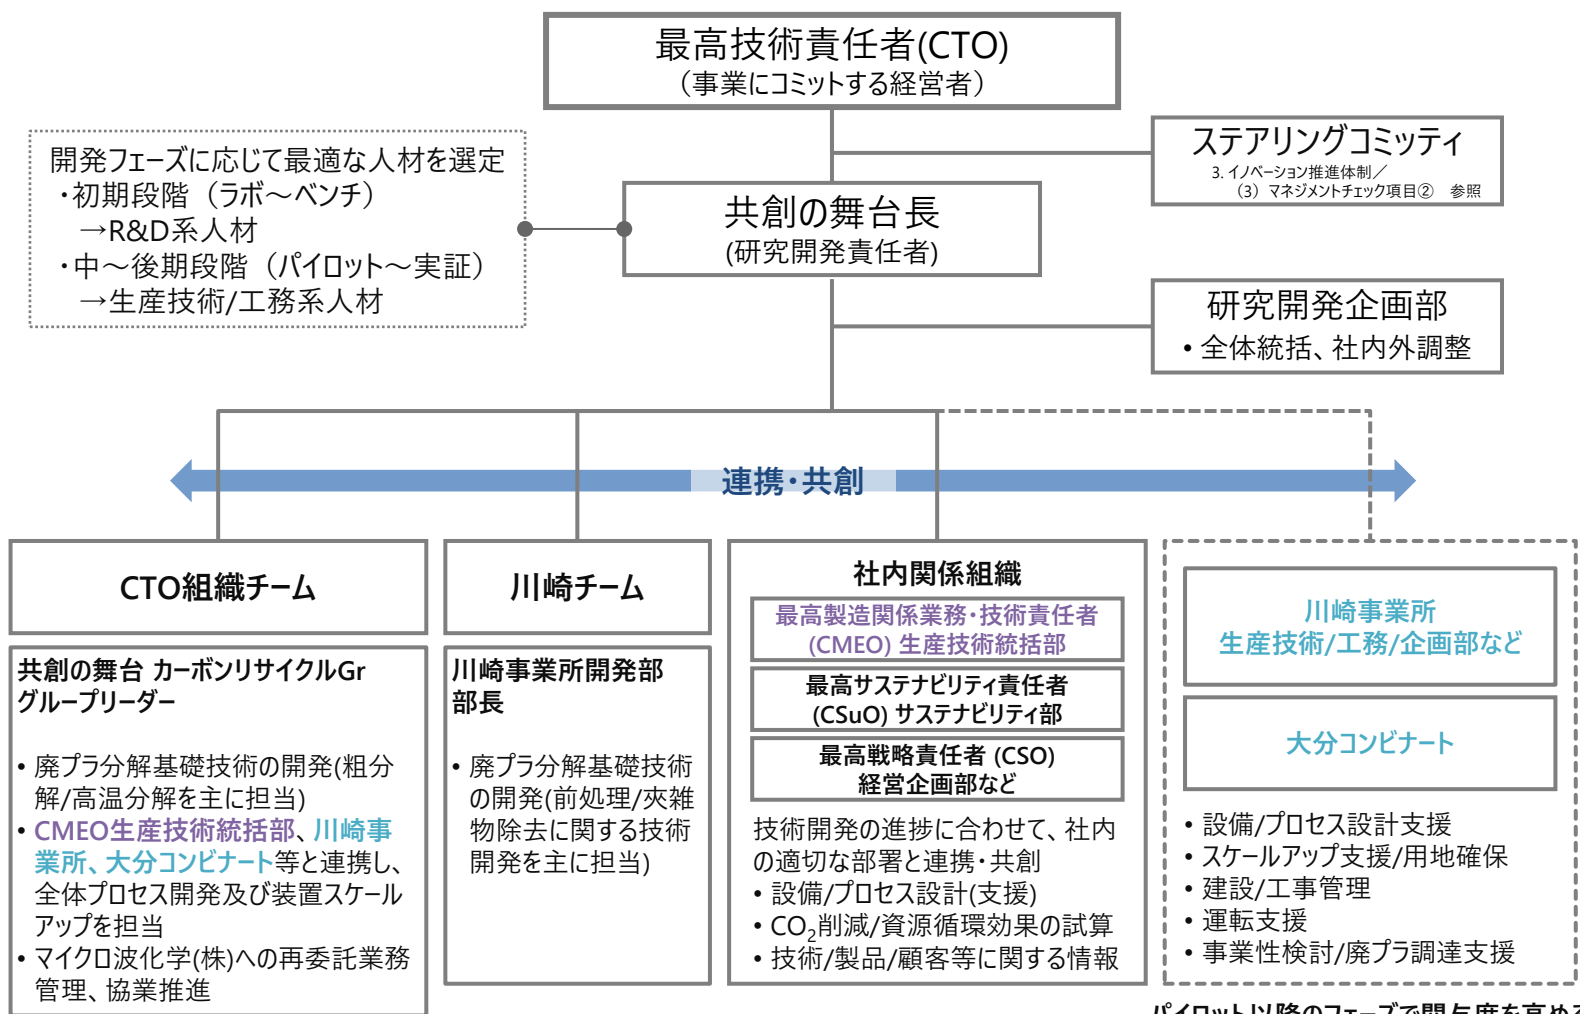 最高技術責任者(CTO)
（事業にコミットする経営者）
ステアリングコミッティ
3. イノベーション推進体制／
（3）マネジメントチェック項目②　参照
開発フェーズに応じて最適な人材を選定
・初期段階（ラボ～ベンチ）
→R&D系人材
・中～後期段階（パイロット～実証）
→生産技術/工務系人材
共創の舞台長
(研究開発責任者)
研究開発企画部
• 全体統括、社内外調整
連携・共創
CTO組織チーム
共創の舞台 カーボンリサイクルGr
グループリーダー
• 廃プラ分解基礎技術の開発(粗分
解/高温分解を主に担当)
• CMEO生産技術統括部、川崎事
業所、大分コンビナート等と連携し、
全体プロセス開発及び装置スケール
アップを担当
• マイクロ波化学(株)への再委託業務
管理、協業推進
川崎チーム
川崎事業所開発部
部長
• 廃プラ分解基礎技術
の開発(前処理/夾雑
物除去に関する技術
開発を主に担当)
社内関係組織
最高製造関係業務・技術責任者
(CMEO) 生産技術統括部
最高サステナビリティ責任者
(CSuO) サステナビリティ部
最高戦略責任者 (CSO)
経営企画部など
技術開発の進捗に合わせて、社内
の適切な部署と連携・共創
• 設備/プロセス設計(支援)
• CO₂削減/資源循環効果の試算
• 技術/製品/顧客等に関する情報
川崎事業所
生産技術/工務/企画部など
大分コンビナート
• 設備/プロセス設計支援
• スケールアップ支援/用地確保
• 建設/工事管理
• 運転支援
• 事業性検討/廃プラ調達支援
パイロット以降のフェーズで関与度を高める